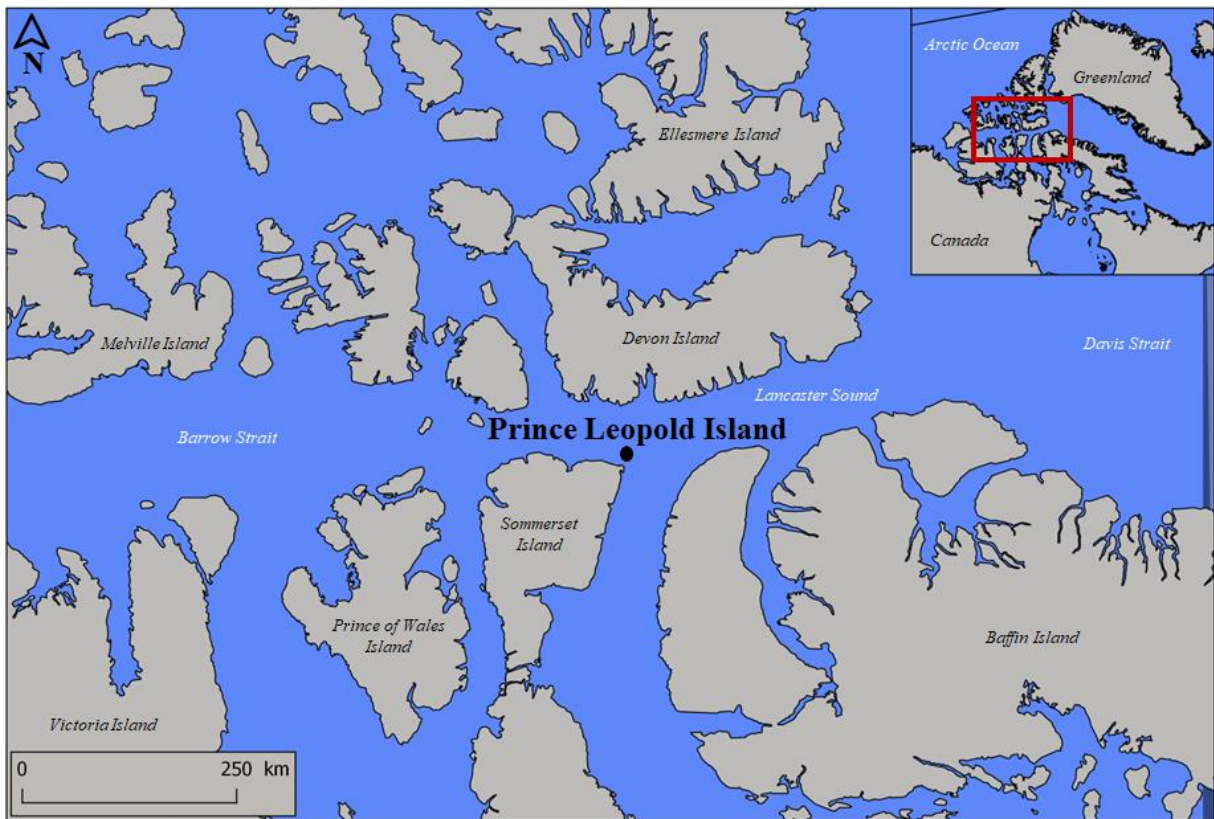 N
Arctic Ocean
Greenland
Canada
Ellesmere Island
Melville Island
Devon Island
Davis Strait
Lancaster Sound
Barrow Strait
Prince Leopold Island
Sommerset
Island
Prince of Wales
Island
Baffin Island
Victoria Island
0 250 km